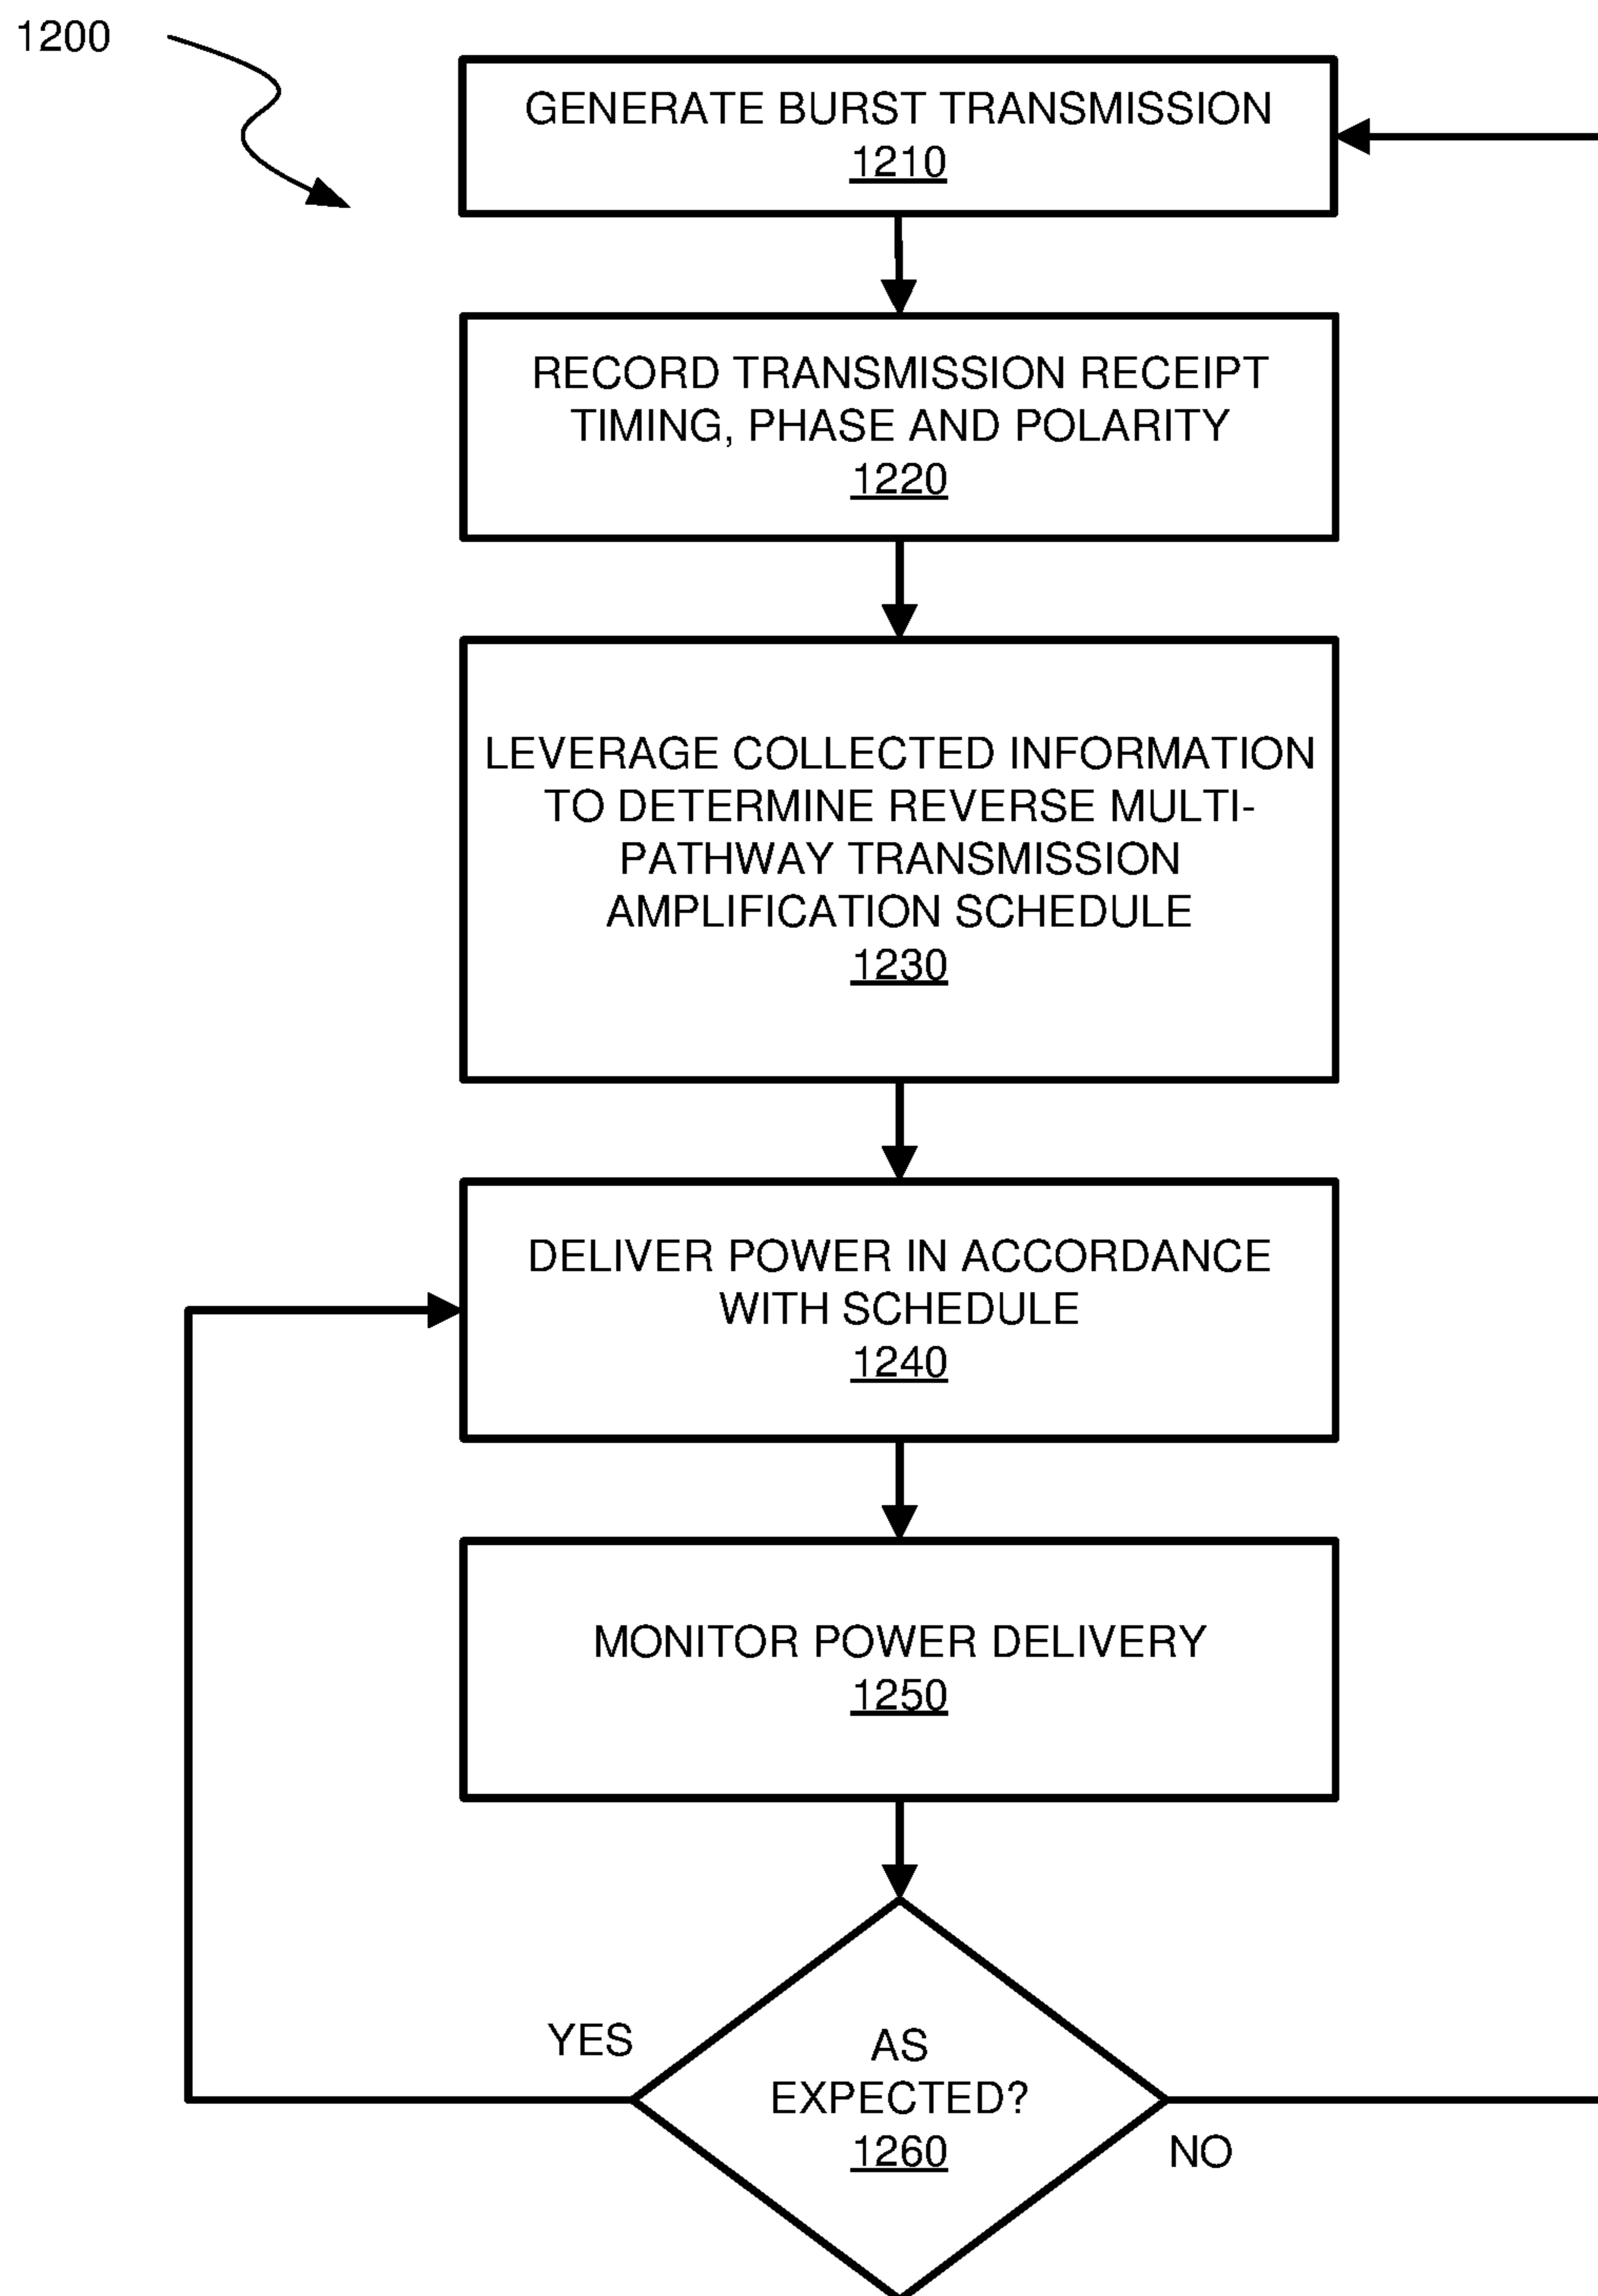 1200
GENERATE BURST TRANSMISSION
1210
RECORD TRANSMISSION RECEIPT
TIMING, PHASE AND POLARITY
1220
LEVERAGE COLLECTED INFORMATION
TO DETERMINE REVERSE MULTI-
PATHWAY TRANSMISSION
AMPLIFICATION SCHEDULE
1230
DELIVER POWER IN ACCORDANCE
WITH SCHEDULE
1240
MONITOR POWER DELIVERY
1250
YES
AS
EXPECTED?
1260
NO